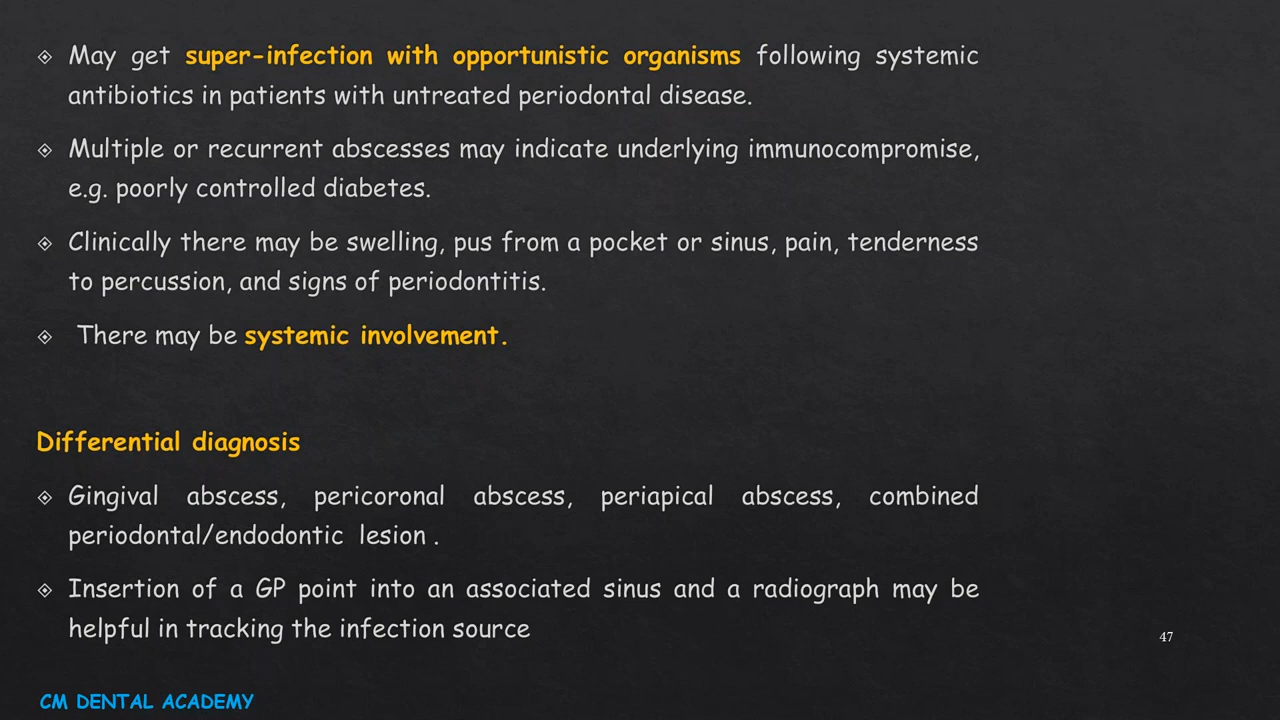 May get super-infection with opportunistic organisms following systemic
antibiotics in patients with untreated periodontal disease.
Multiple or recurrent abscesses may indicate underlying immunocompromise,
e.g. poorly controlled diabetes.
Clinically there may be swelling, pus from a pocket or sinus, pain, tenderness
to percussion, and signs of periodontitis.
There may be systemic involvement.
Differential diagnosis
Gingival abscess, pericoronal abscess, periapical abscess, combined
periodontal/endodontic lesion .
Insertion of a GP point into an associated sinus and a radiograph may be
helpful in tracking the infection source
47
CM DENTAL ACADEMY